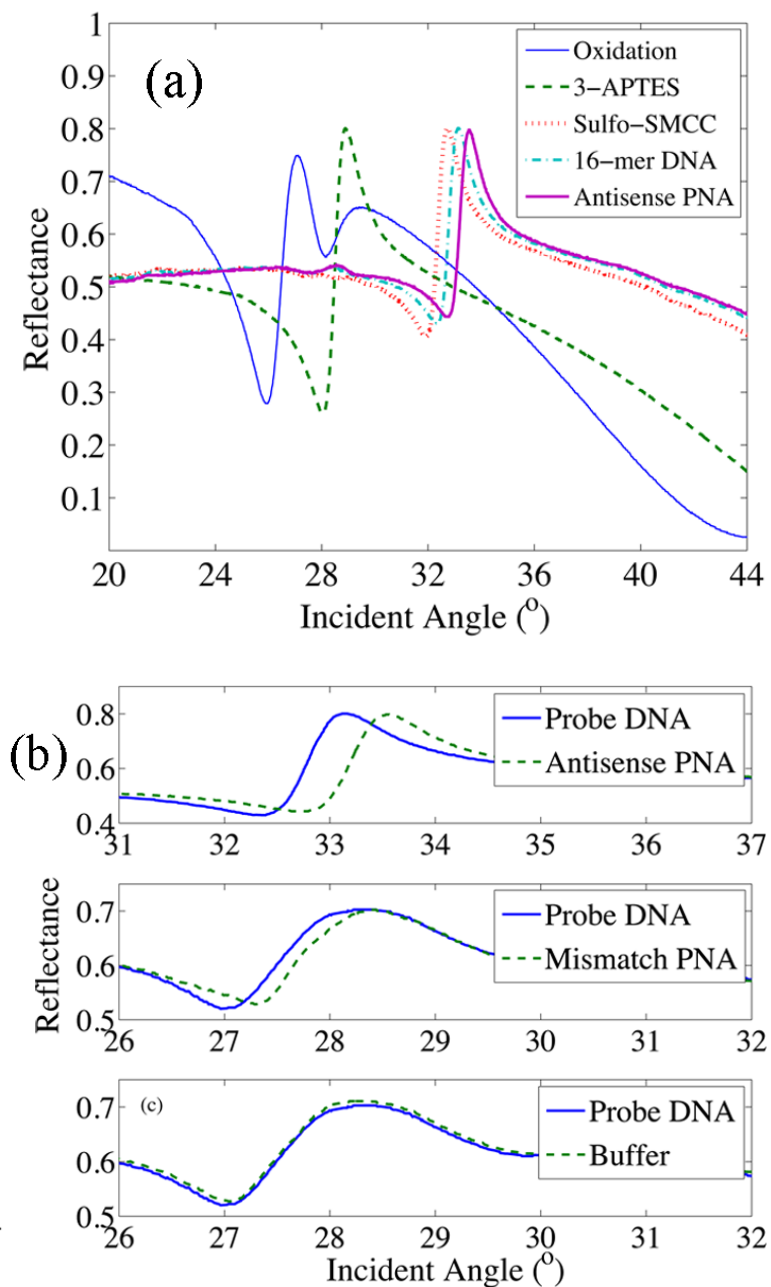 (a)
1
0.9
0.8
0.7
0.6
0.5
0.4
0.3
0.2
0.1
Reflectance
Oxidation
3-APTES
Sulfo-SMCC
16-mer DNA
Antisense PNA
20 24 28 32 36 40 44
Incident Angle (o)
(b)
0.8
0.6
0.4
Probe DNA
Antisense PNA
31 32 33 34 35 36 37
Reflectance
0.7
0.6
0.5
Probe DNA
Mismatch PNA
26 27 28 29 30 31 32
(c)
0.7
0.6
0.5
Probe DNA
Buffer
26 27 28 29 30 31 32
Incident Angle (o)